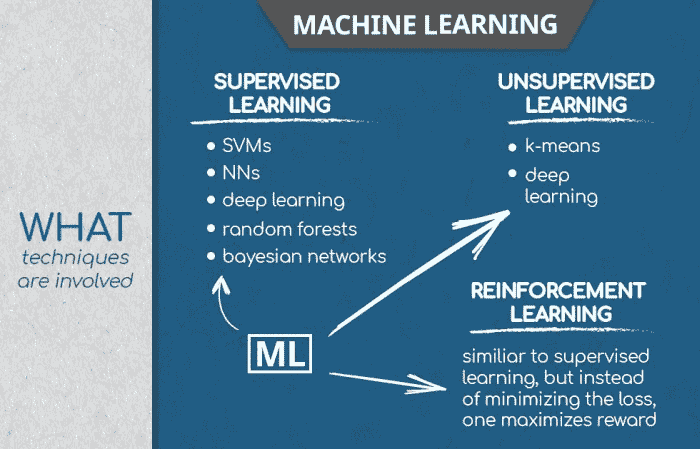 MACHINE LEARNING
WHAT
techniques
are involved
SUPERVISED
LEARNING
SVMs
NNs
deep learning
random forests
bayesian networks
UNSUPERVISED
LEARNING
k-means
deep
learning
ML
REINFORCEMENT
LEARNING
similiar to supervised
learning, but instead
of minimizing the loss,
one maximizes reward